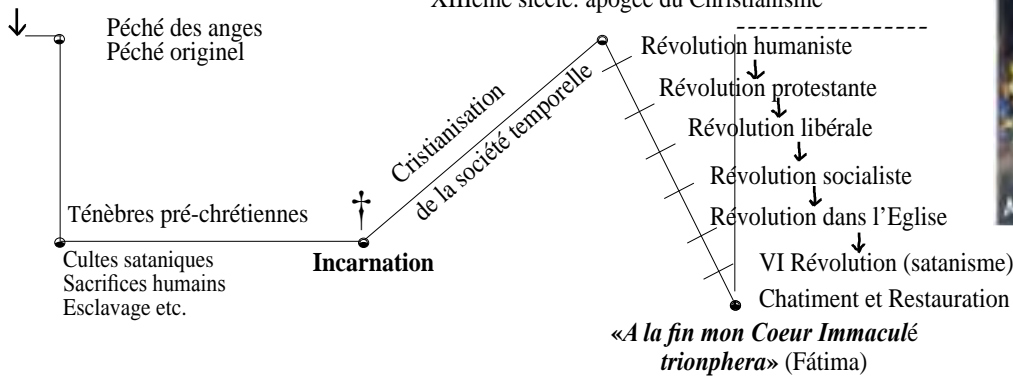 XIIIème siècle: apogée du Christianisme
Péché des anges
Péché originel
Cristianisation
de la société temporelle
Révolution humaniste
Révolution protestante
Révolution libérale
Révolution socialiste
Révolution dans l'Eglise
VI Révolution (satanisme)
Chatiment et Restauration
Ténèbres pré-chrétiennes
Cultes sataniques
Sacrifices humains
Esclavage etc.
Incarnation
«A la fin mon Coeur Immaculé
trionphera» (Fátima)